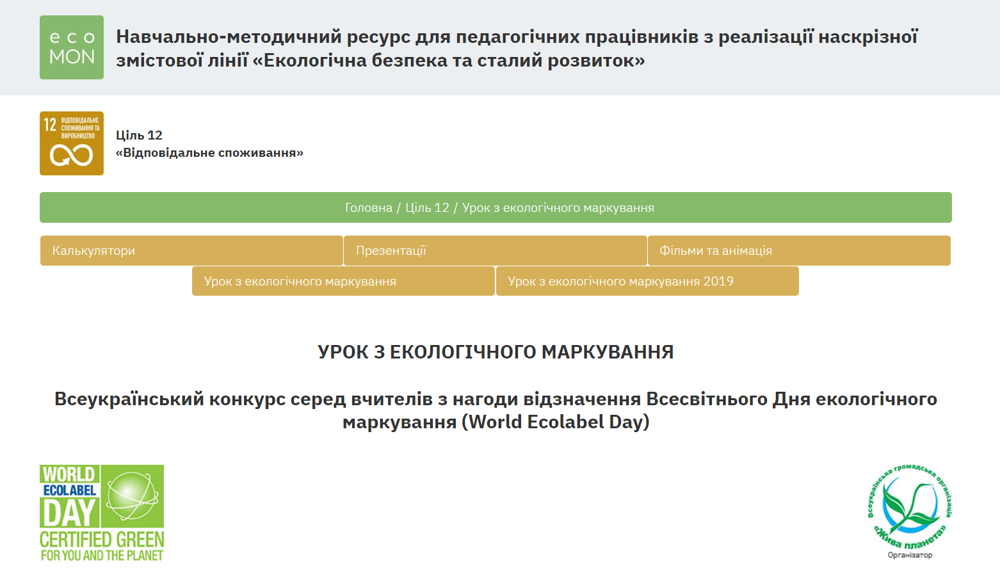 eco
MON
Навчально-методичний ресурс для педагогічних працівників з реалізації наскрізної
змістової лінії «Екологічна безпека та сталий розвиток»
12 ВІДПОВІДАЛЬНЕ
СПОЖИВАННЯ ТА
ВИРОБНИЦТВО
Ціль 12
«Відповідальне споживання»
Головна / Ціль 12 / Урок з екологічного маркування
Калькулятори
Презентації
Фільми та анімація
Урок з екологічного маркування
Урок з екологічного маркування 2019
УРОК З ЕКОЛОГІЧНОГО МАРКУВАННЯ
Всеукраїнський конкурс серед вчителів з нагоди відзначення Всесвітнього Дня екологічного
маркування (World Ecolabel Day)
WORLD
ECOLABEL
DAY
CERTIFIED GREEN
FOR YOU AND THE PLANET
Всеукраїнська громадська організація
«Жива планета»
Організатор